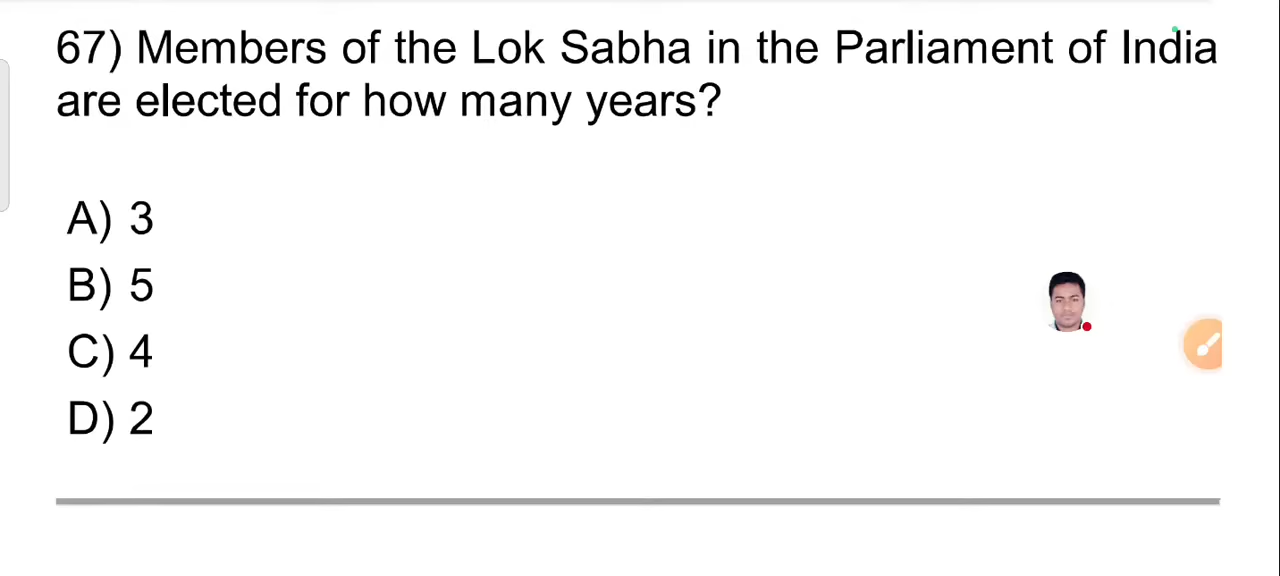 67) Members of the Lok Sabha in the Parliament of India
are elected for how many years?
A) 3
B) 5
C) 4
D) 2